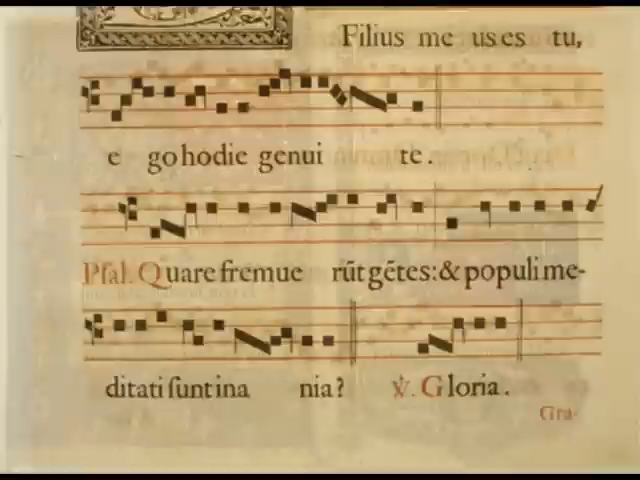 Filius me us es tu,
e go hodie genui te.
Psal. Quare fremue rũt gẽtes: & populi me-
ditati sunt ina nia? ℣. Gloria.
Gra-